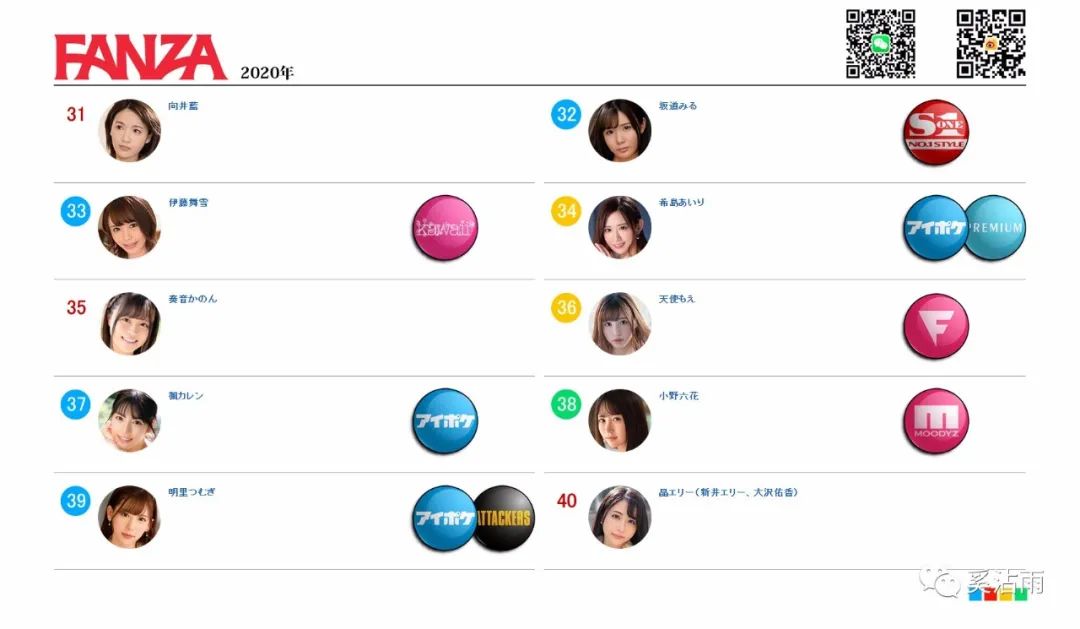 FANZA 2020年
31 向井藍
32 坂道みる
S1 ONE
NO.1 STYLE
33 伊藤舞雪
kawaii*
34 希島あいり
アイポケ PREMIUM
35 奏音かのん
36 天使もえ
F
37 楓カレン
アイポケ
38 小野六花
M
MOODYZ
39 明里つむぎ
アイポケ ATTACKERS
40 晶エリー（新井エリー、大沢佑香）
奚沾雨